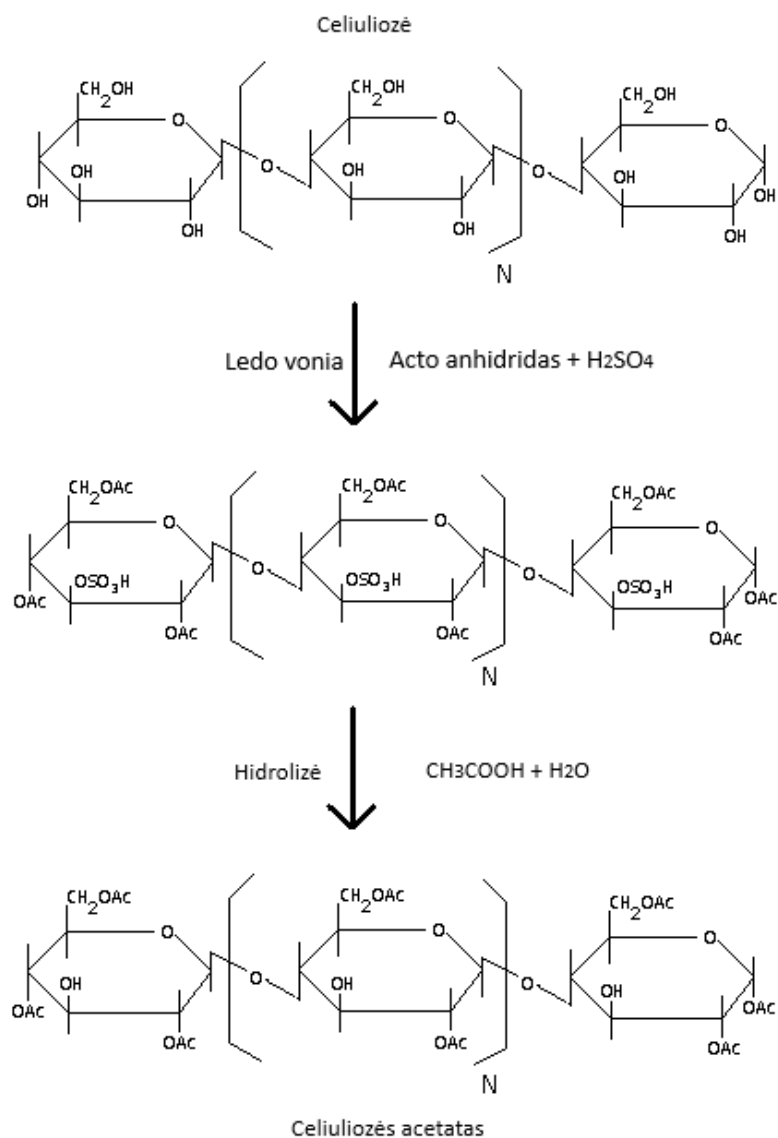 Celiuliozė
CH2OH CH2OH CH2OH
O O O
OH OH O OH O OH OH
OH OH OH
N
Ledo vonia Acto anhidridas + H2SO4
CH2OAc CH2OAc CH2OAc
O O O
OSO3H O OSO3H O OSO3H
OAc OAc OAc OAc OAc
N
Hidrolizė CH3COOH + H2O
CH2OAc CH2OAc CH2OAc
O O O
OH O OH O OH
OAc OAc OAc OAc OAc
N
Celiuliozės acetatas